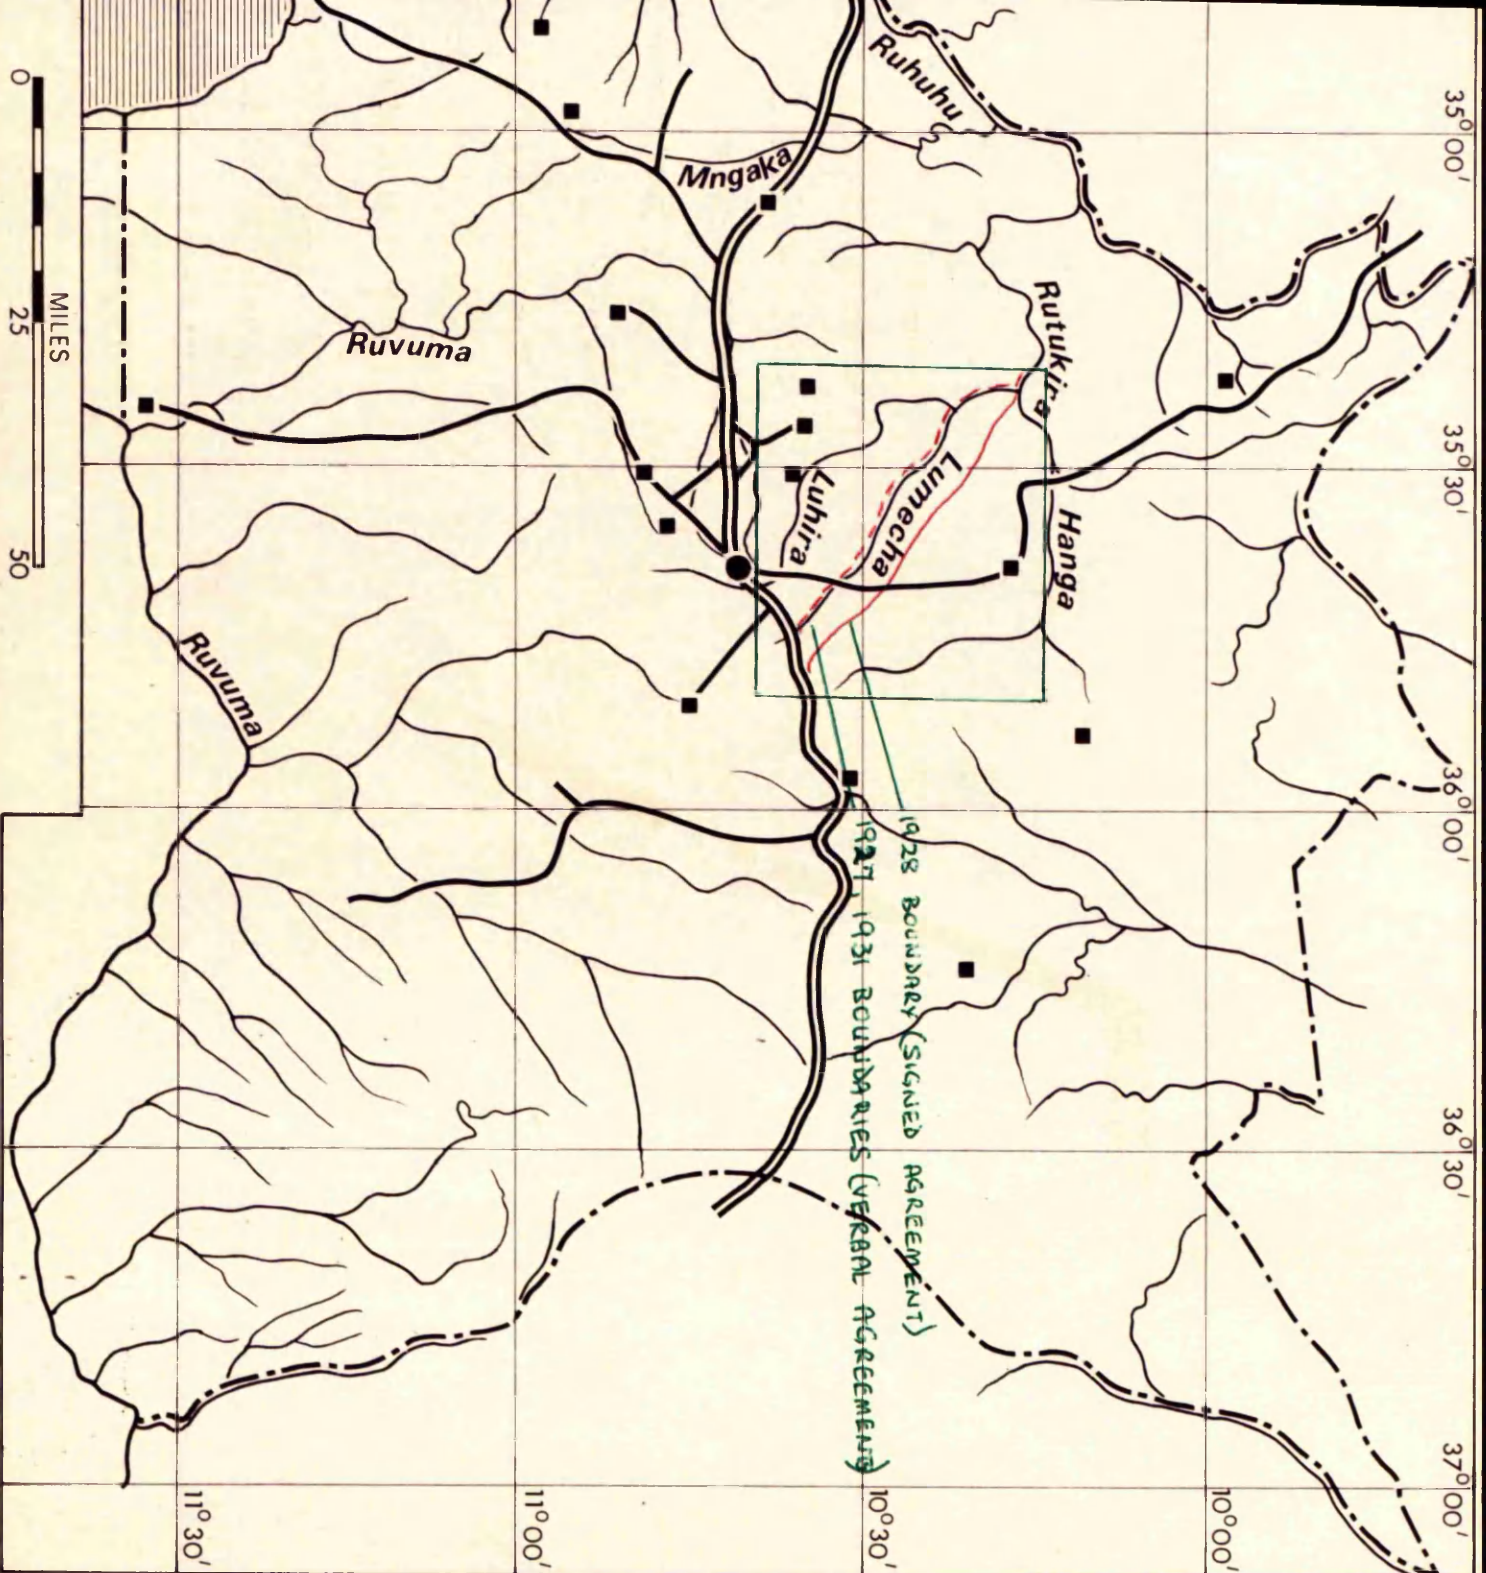 35°00'
35°30'
36°00'
36°30'
37°00'
Ruhuhu
Mngaka
Rutukira
Ruvuma
Lumecha
Luhira
Hanga
Ruvuma
1928 BOUNDARY (SIGNED AGREEMENT)
1927, 1931 BOUNDARIES (VERBAL AGREEMENT)
10°00'
10°30'
11°00'
11°30'
MILES
0 25 50